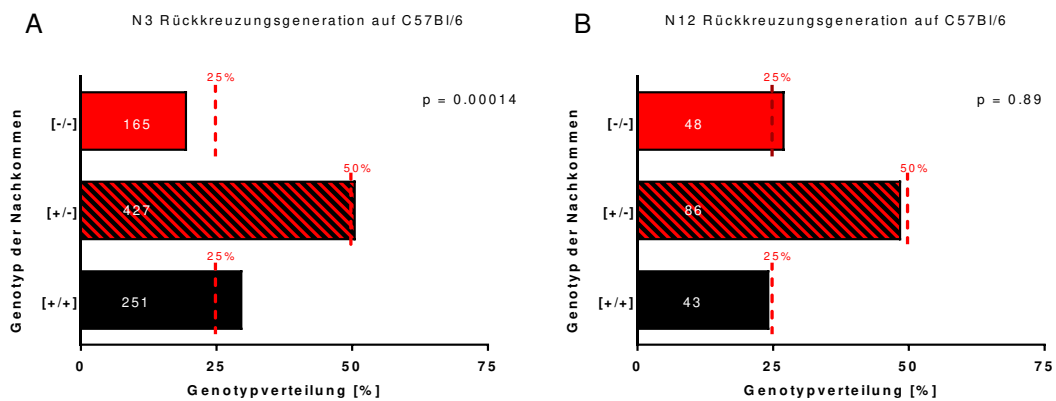 A
N3 Rückkreuzungsgeneration auf C57Bl/6
Genotyp der Nachkommen
25%
p = 0.00014
[-/-]
165
50%
[+/-]
427
25%
[+/+]
251
0
25
50
75
Genotypverteilung [%]
B
N12 Rückkreuzungsgeneration auf C57Bl/6
Genotyp der Nachkommen
25%
p = 0.89
[-/-]
48
50%
[+/-]
86
25%
[+/+]
43
0
25
50
75
Genotypverteilung [%]